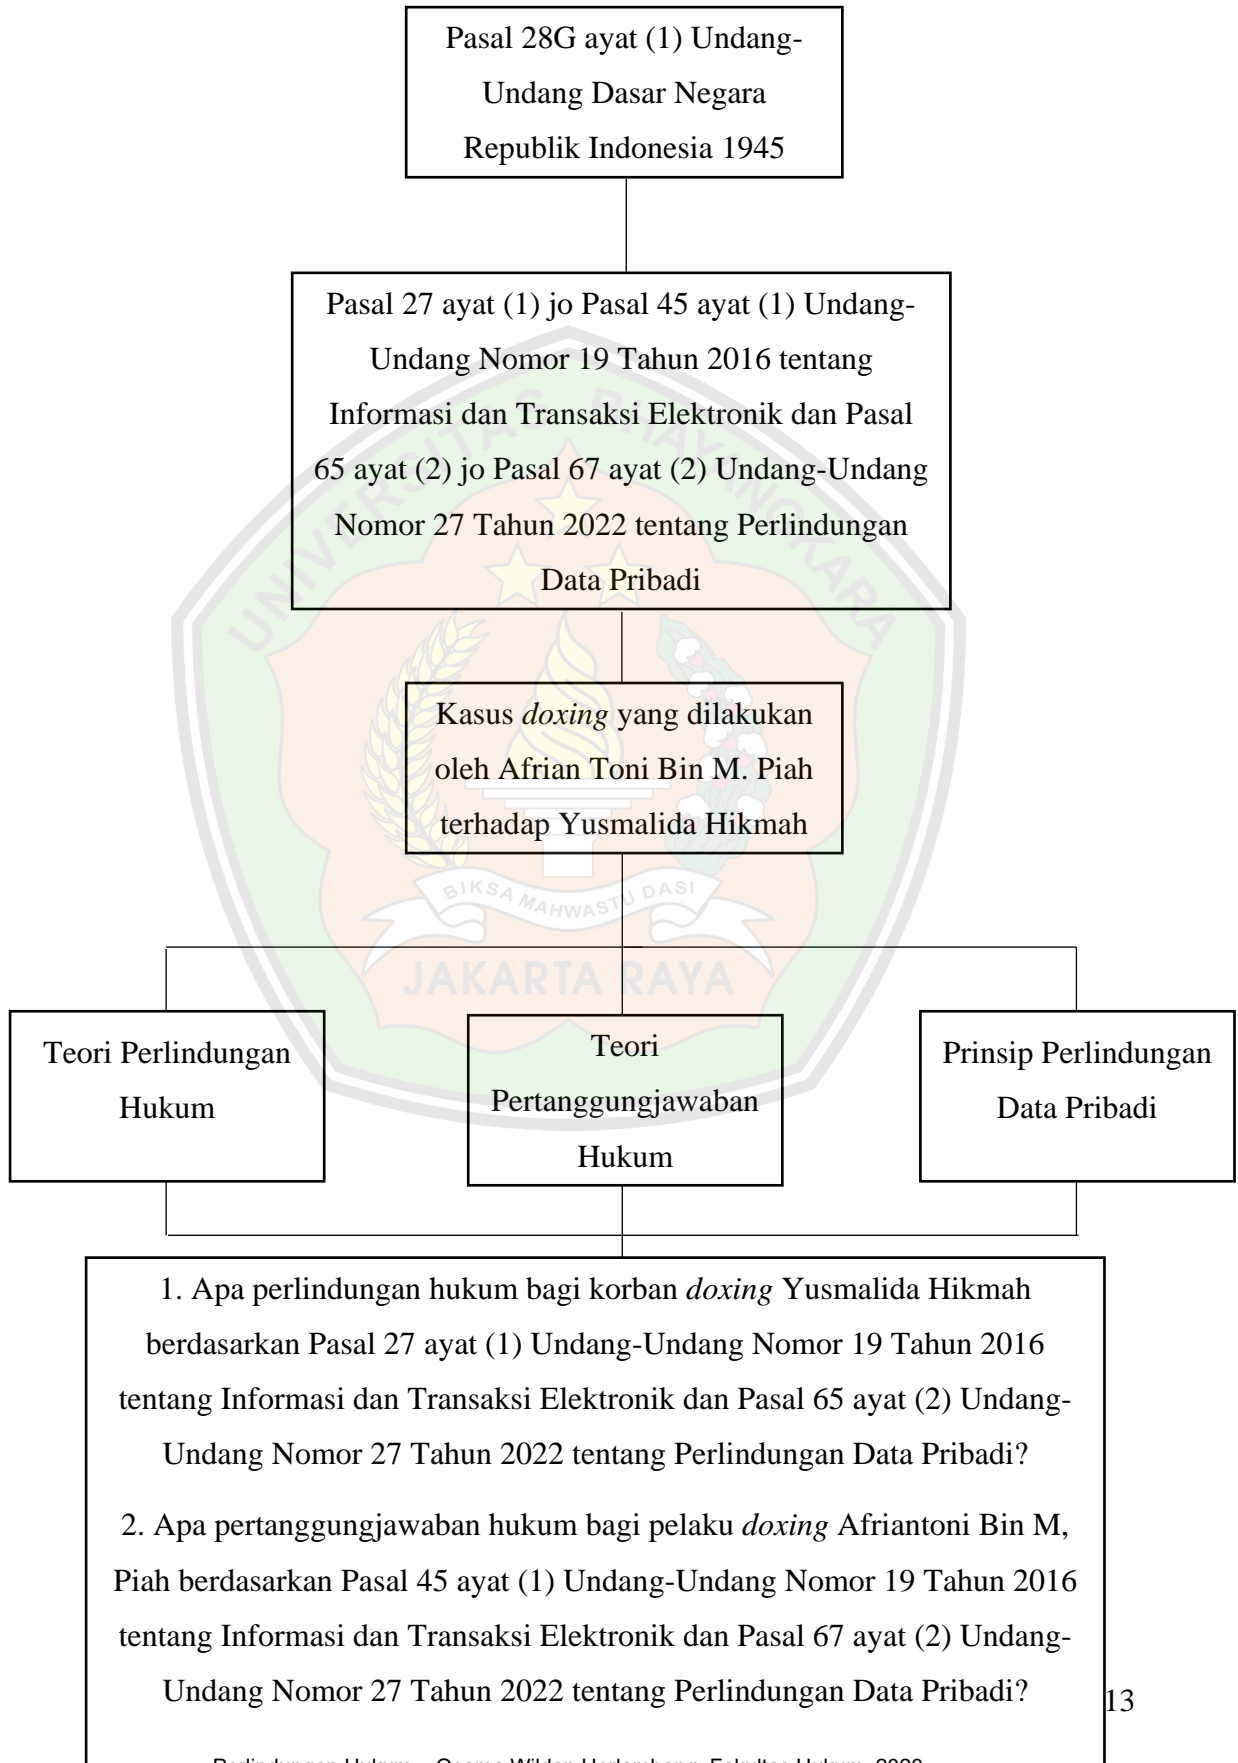 Pasal 28G ayat (1) Undang-
Undang Dasar Negara
Republik Indonesia 1945
Pasal 27 ayat (1) jo Pasal 45 ayat (1) Undang-
Undang Nomor 19 Tahun 2016 tentang
Informasi dan Transaksi Elektronik dan Pasal
65 ayat (2) jo Pasal 67 ayat (2) Undang-Undang
Nomor 27 Tahun 2022 tentang Perlindungan
Data Pribadi
UNIVERSITAS BHAYANGKARA
Kasus doxing yang dilakukan
oleh Afrian Toni Bin M. Piah
terhadap Yusmalida Hikmah
BIKSA MAHWASTU DASI
JAKARTA RAYA
Teori Perlindungan
Hukum
Teori
Pertanggungjawaban
Hukum
Prinsip Perlindungan
Data Pribadi
1. Apa perlindungan hukum bagi korban doxing Yusmalida Hikmah
berdasarkan Pasal 27 ayat (1) Undang-Undang Nomor 19 Tahun 2016
tentang Informasi dan Transaksi Elektronik dan Pasal 65 ayat (2) Undang-
Undang Nomor 27 Tahun 2022 tentang Perlindungan Data Pribadi?
2. Apa pertanggungjawaban hukum bagi pelaku doxing Afriantoni Bin M,
Piah berdasarkan Pasal 45 ayat (1) Undang-Undang Nomor 19 Tahun 2016
tentang Informasi dan Transaksi Elektronik dan Pasal 67 ayat (2) Undang-
Undang Nomor 27 Tahun 2022 tentang Perlindungan Data Pribadi?
13